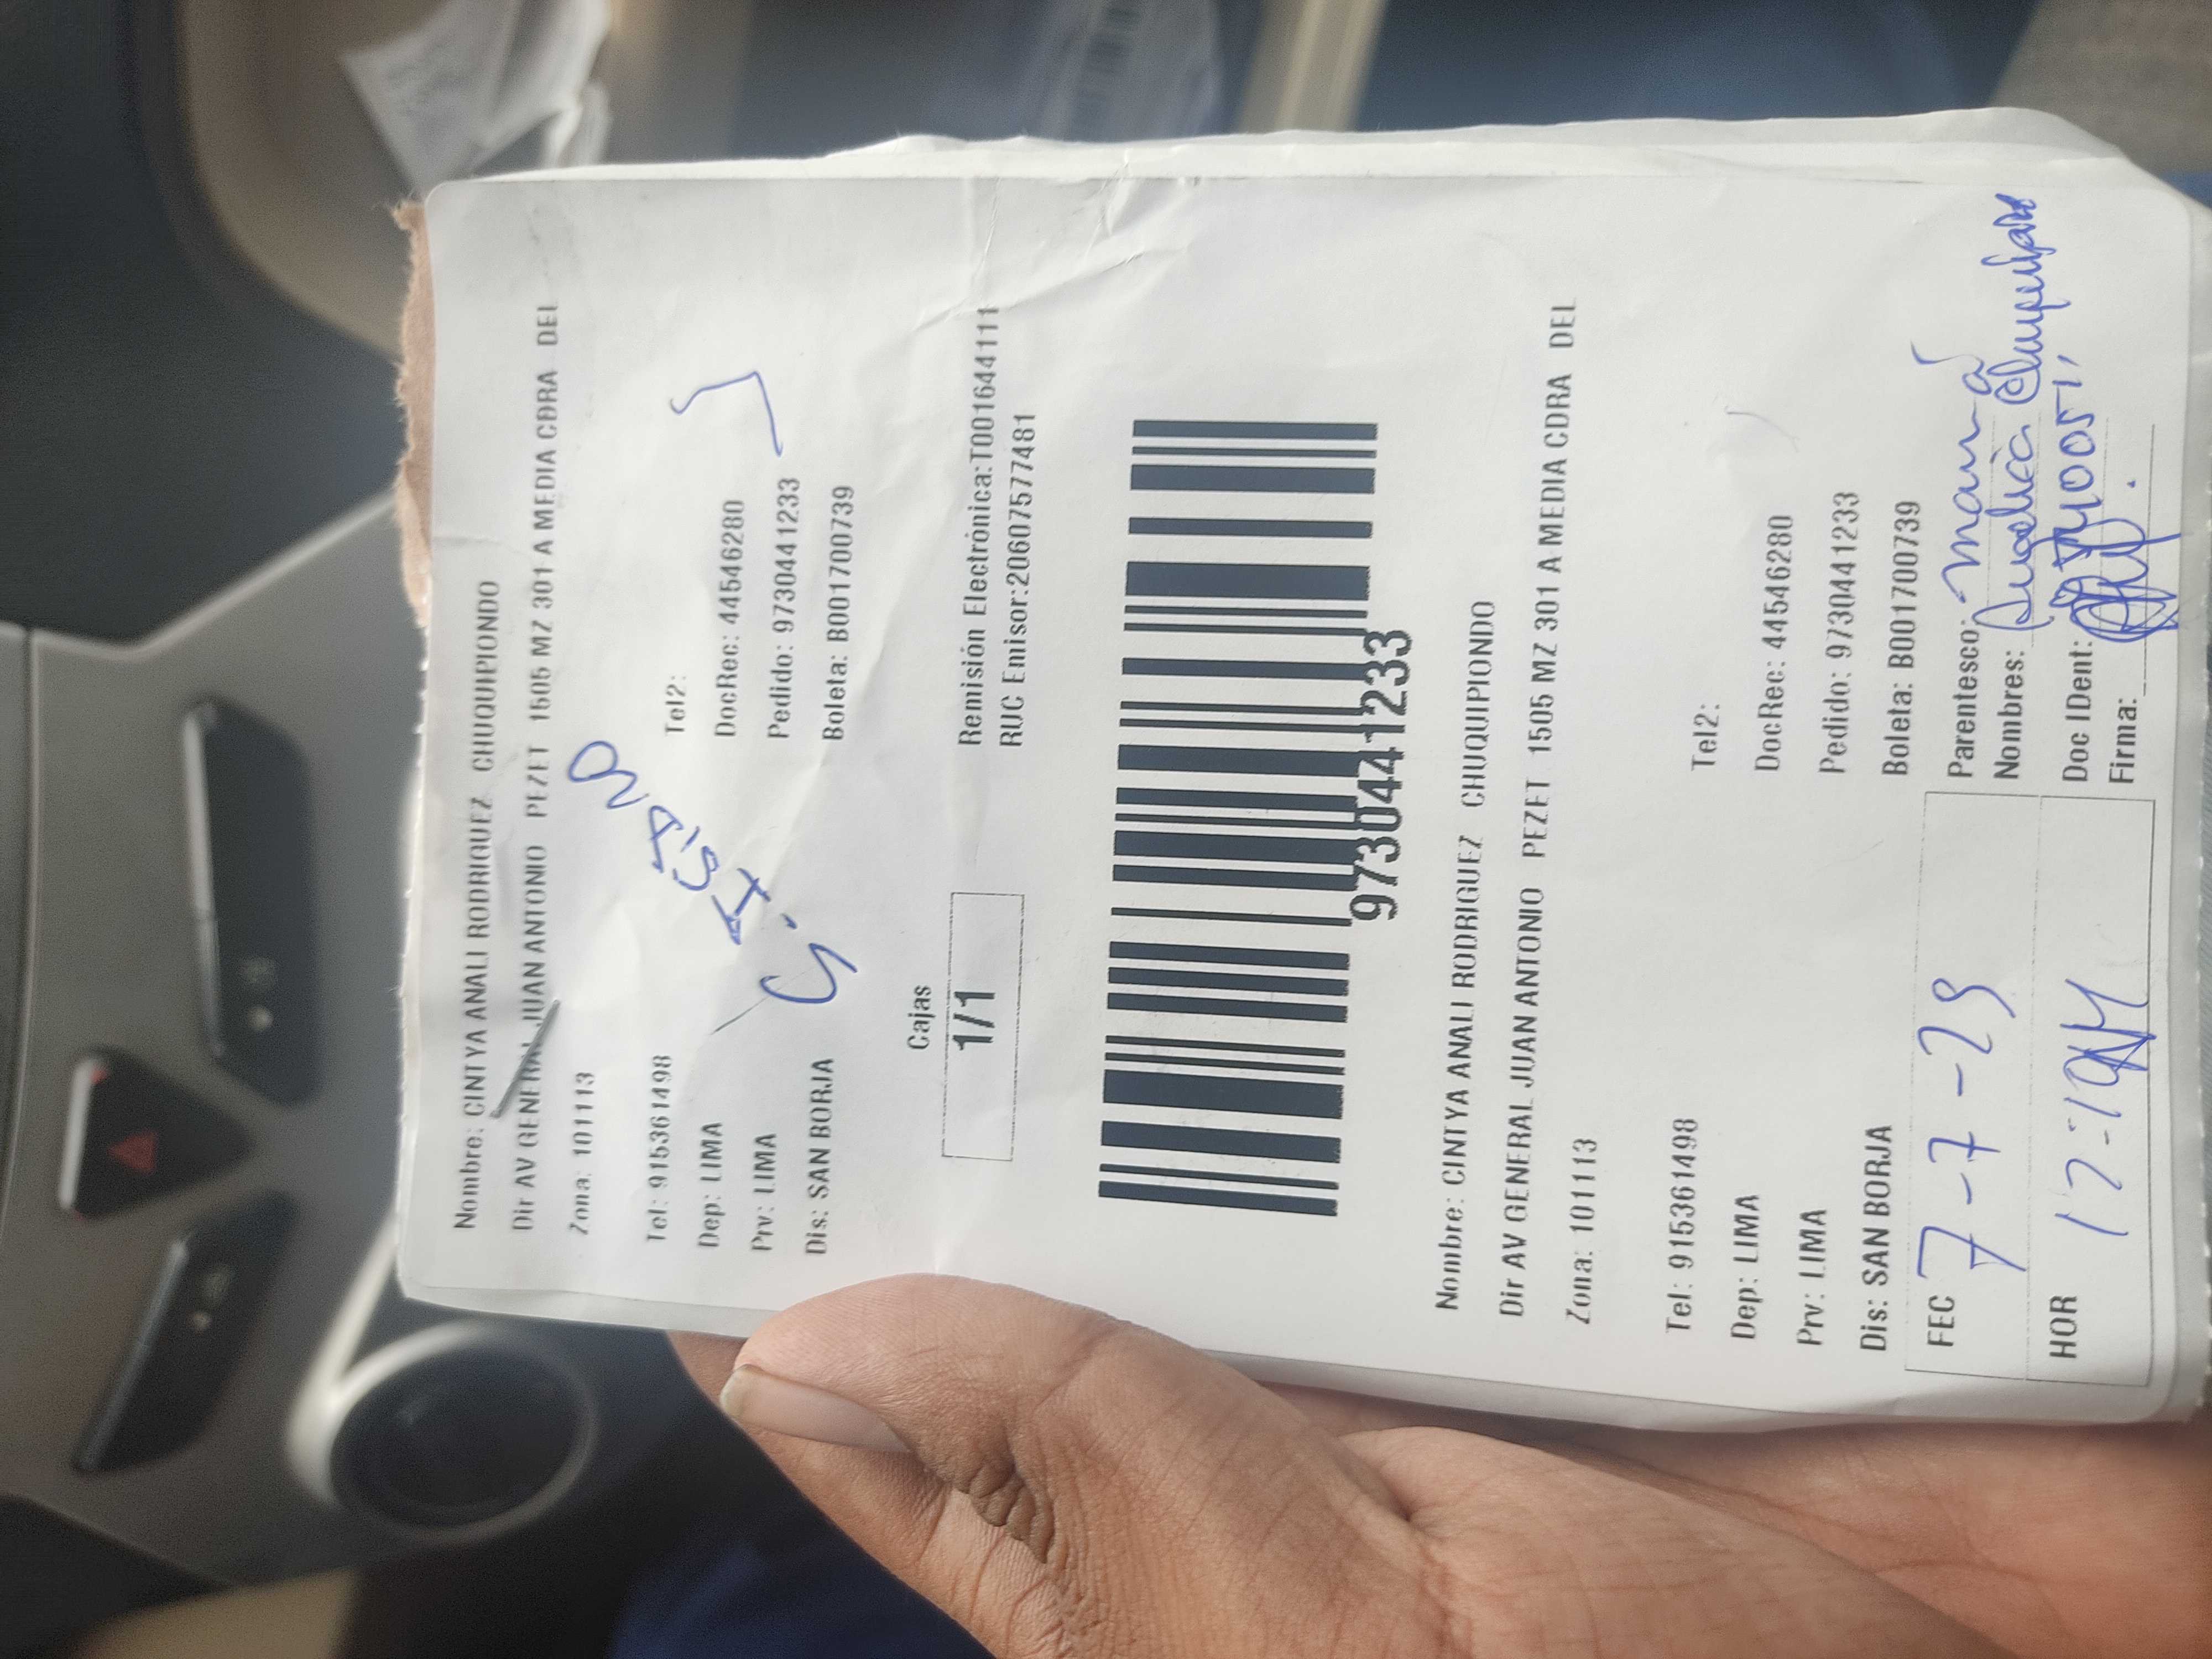 Nombre: CINTYA ANALI RODRIGUEZ CHUQUIPIONDO
Dir AV GENERAL JUAN ANTONIO PEZET 1505 MZ 301 A MEDIA CDRA DEL
Zona: 101113
Tel: 915361498 Tel2:
Dep: LIMA DocRec: 44546280
Prv: LIMA Pedido: 9730441233
Dis: SAN BORJA Boleta: B001700739
Cajas
1/1
Remisión Electrónica:T001644111
RUC Emisor:20607577481
9730441233
Nombre: CINTYA ANALI RODRIGUEZ CHUQUIPIONDO
Dir AV GENERAL JUAN ANTONIO PEZET 1505 MZ 301 A MEDIA CDRA DEL
Zona: 101113
Tel: 915361498 Tel2:
Dep: LIMA DocRec: 44546280
Prv: LIMA Pedido: 9730441233
Dis: SAN BORJA Boleta: B001700739
FEC 7-7-23 Parentesco: mamá
Nombres:
HOR Doc IDent:
Firma: